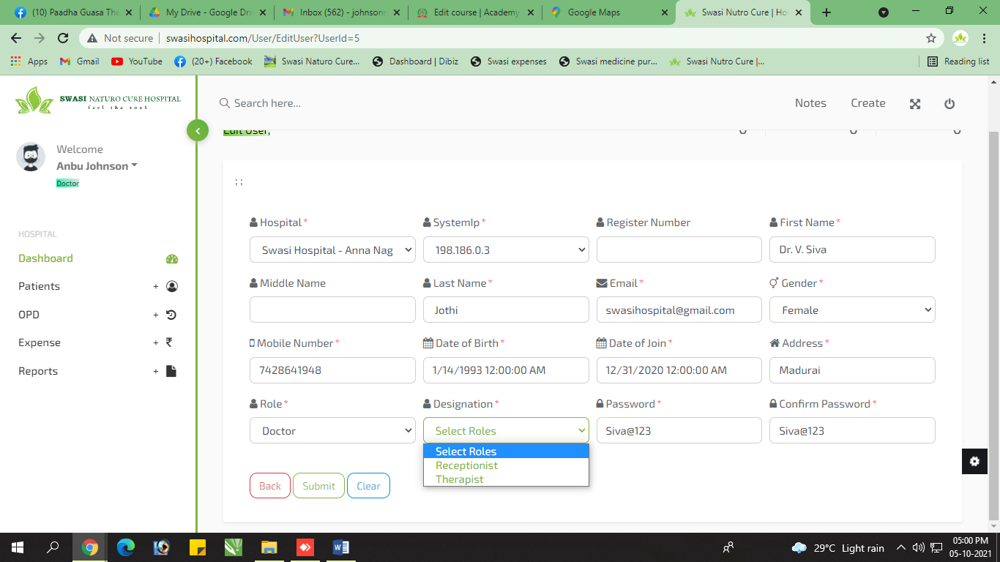 (10) Paadha Guasa The
My Drive - Google Dri
Inbox (562) - johnsonn
Edit course | Academy
Google Maps
Swasi Nutro Cure | Ho
Not secure
swasihospital.com/User/EditUser?UserId=5
Apps
Gmail
YouTube
(20+) Facebook
Swasi Naturo Cure...
Dashboard | Dibiz
Swasi expenses
Swasi medicine pur...
Swasi Nutro Cure |...
Reading list
SWASI NATURO CURE HOSPITAL
feel the soul
Search here...
Notes
Create
Welcome
Anbu Johnson
Doctor
HOSPITAL
Dashboard
Patients +
OPD +
Expense + ₹
Reports +
Edit User,
; ;
Hospital * SystemIp * Register Number First Name *
Swasi Hospital - Anna Nag 198.186.0.3 Dr. V. Siva
Middle Name Last Name * Email * Gender *
Jothi swasihospital@gmail.com Female
Mobile Number * Date of Birth * Date of Join * Address *
7428641948 1/14/1993 12:00:00 AM 12/31/2020 12:00:00 AM Madurai
Role * Designation * Password * Confirm Password *
Doctor Select Roles Siva@123 Siva@123
Select Roles
Receptionist
Therapist
Back Submit Clear
29°C Light rain
05:00 PM
05-10-2021